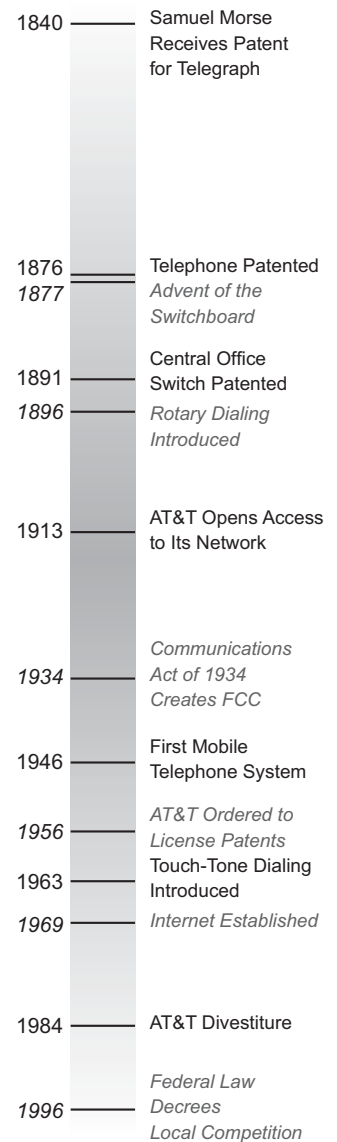 1840
Samuel Morse
Receives Patent
for Telegraph
1876
Telephone Patented
1877
Advent of the
Switchboard
1891
Central Office
Switch Patented
1896
Rotary Dialing
Introduced
1913
AT&T Opens Access
to Its Network
1934
Communications
Act of 1934
Creates FCC
1946
First Mobile
Telephone System
1956
AT&T Ordered to
License Patents
1963
Touch-Tone Dialing
Introduced
1969
Internet Established
1984
AT&T Divestiture
1996
Federal Law
Decrees
Local Competition